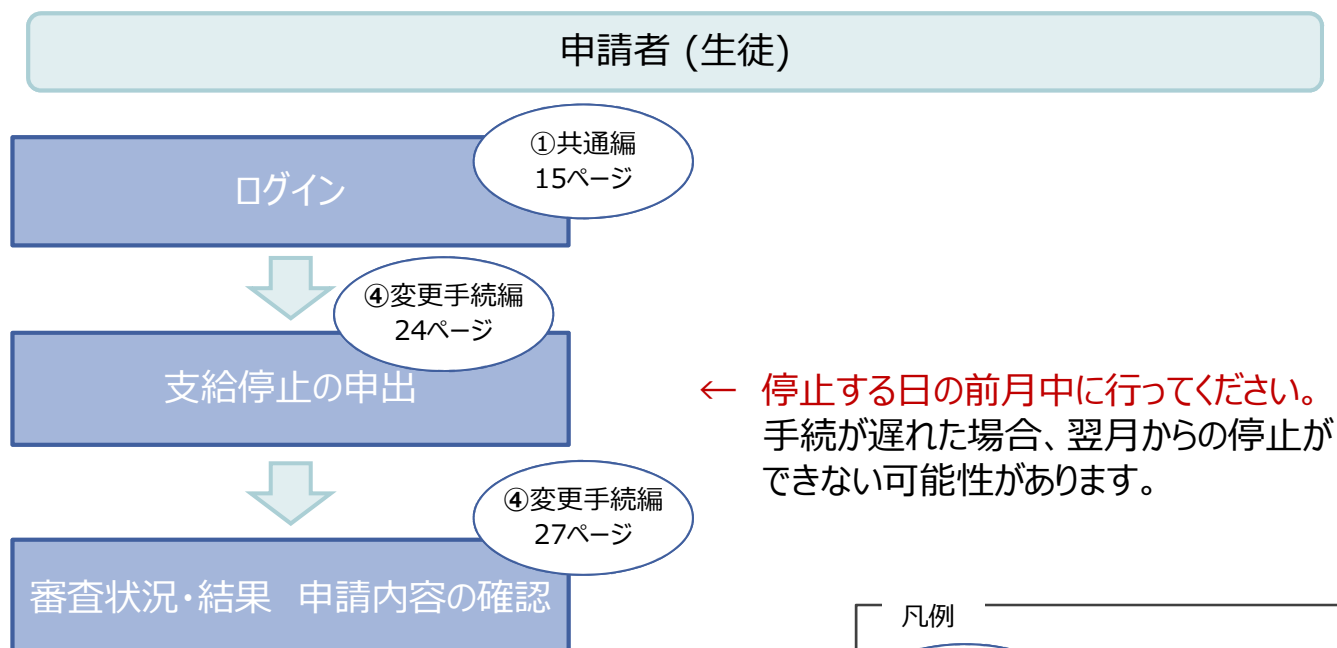 申請者 (生徒)
①共通編
15ページ
ログイン
④変更手続編
24ページ
支給停止の申出
← 停止する日の前月中に行ってください。
手続が遅れた場合、翌月からの停止が
できない可能性があります。
④変更手続編
27ページ
審査状況・結果　申請内容の確認
凡例